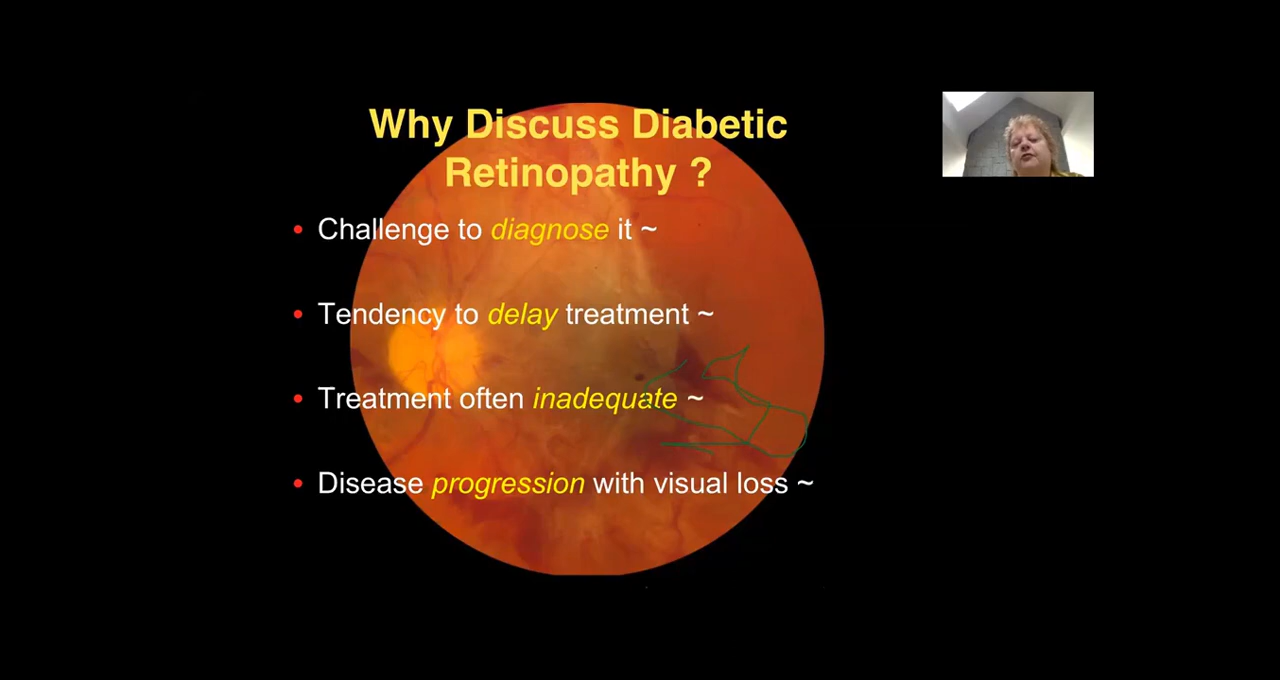 Why Discuss Diabetic
Retinopathy ?
• Challenge to diagnose it ~
• Tendency to delay treatment ~
• Treatment often inadequate ~
• Disease progression with visual loss ~